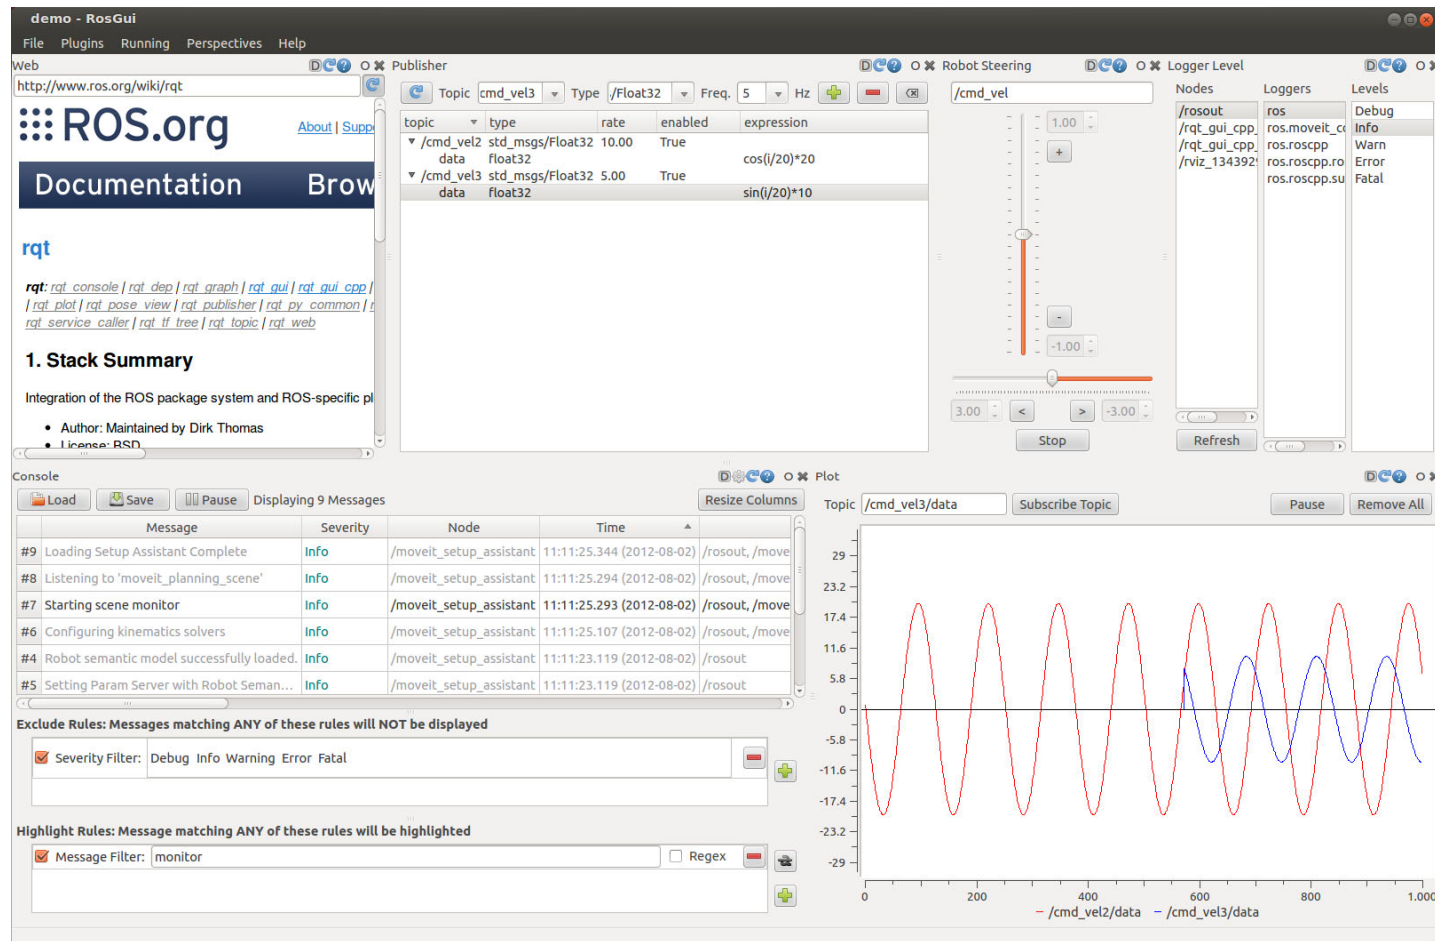 demo - RosGui
File Plugins Running Perspectives Help
Web
http://www.ros.org/wiki/rqt
ROS.org
About | Suppo
Documentation Brow
rqt
rqt: rqt_console | rqt_dep | rqt_graph | rqt_gui | rqt_gui_cpp |
| rqt_plot | rqt_pose_view | rqt_publisher | rqt_py_common | r
rqt_service_caller | rqt_tf_tree | rqt_topic | rqt_web
1. Stack Summary
Integration of the ROS package system and ROS-specific pl
• Author: Maintained by Dirk Thomas
• License: BSD
Publisher
Topic cmd_vel3 Type /Float32 Freq. 5 Hz
topic type rate enabled expression
/cmd_vel2 std_msgs/Float32 10.00 True
data float32 cos(i/20)*20
/cmd_vel3 std_msgs/Float32 5.00 True
data float32 sin(i/20)*10
Robot Steering
/cmd_vel
1.00
+
-
-1.00
3.00 < > -3.00
Stop
Logger Level
Nodes Loggers Levels
/rosout ros Debug
/rqt_gui_cpp_ ros.moveit_co Info
/rqt_gui_cpp_ ros.roscpp Warn
/rviz_1343929 ros.roscpp.ro Error
ros.roscpp.su Fatal
Refresh
Console
Load Save Pause Displaying 9 Messages Resize Columns
Message Severity Node Time
#9 Loading Setup Assistant Complete Info /moveit_setup_assistant 11:11:25.344 (2012-08-02) /rosout, /move
#8 Listening to 'moveit_planning_scene' Info /moveit_setup_assistant 11:11:25.294 (2012-08-02) /rosout, /move
#7 Starting scene monitor Info /moveit_setup_assistant 11:11:25.293 (2012-08-02) /rosout, /move
#6 Configuring kinematics solvers Info /moveit_setup_assistant 11:11:25.107 (2012-08-02) /rosout, /move
#4 Robot semantic model successfully loaded. Info /moveit_setup_assistant 11:11:23.119 (2012-08-02) /rosout
#5 Setting Param Server with Robot Seman... Info /moveit_setup_assistant 11:11:23.119 (2012-08-02) /rosout
Exclude Rules: Messages matching ANY of these rules will NOT be displayed
Severity Filter: Debug Info Warning Error Fatal
Highlight Rules: Message matching ANY of these rules will be highlighted
Message Filter: monitor Regex
Plot
Topic /cmd_vel3/data Subscribe Topic Pause Remove All
29
23.2
17.4
11.6
5.8
0
-5.8
-11.6
-17.4
-23.2
-29
0 200 400 600 800 1.000
/cmd_vel2/data /cmd_vel3/data